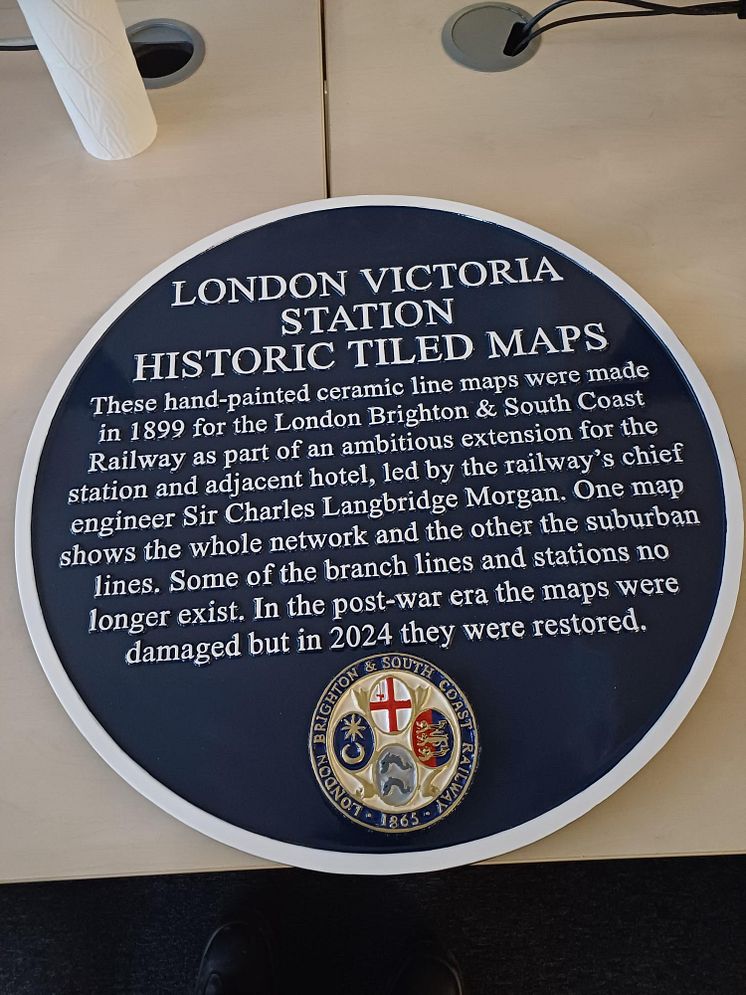 LONDON VICTORIA
STATION
HISTORIC TILED MAPS
These hand-painted ceramic line maps were made
in 1899 for the London Brighton & South Coast
Railway as part of an ambitious extension for the
station and adjacent hotel, led by the railway's chief
engineer Sir Charles Langbridge Morgan. One map
shows the whole network and the other the suburban
lines. Some of the branch lines and stations no
longer exist. In the post-war era the maps were
damaged but in 2024 they were restored.
LONDON BRIGHTON & SOUTH COAST RAILWAY
· 1865 ·